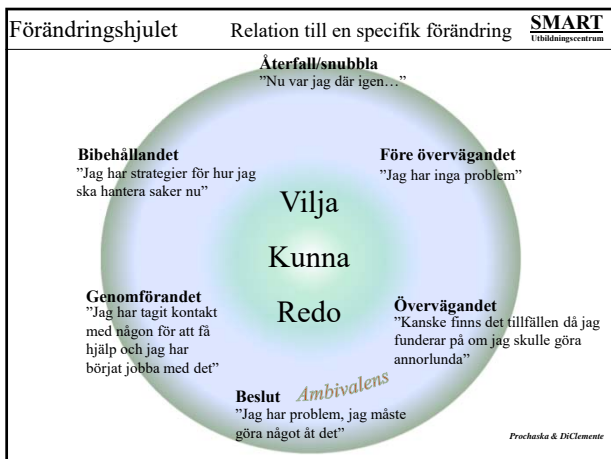 Förändringshjulet
Relation till en specifik förändring
SMART
Utbildningscentrum
Återfall/snubbla
”Nu var jag där igen…”
Bibehållandet
”Jag har strategier för hur jag
ska hantera saker nu”
Före övervägandet
”Jag har inga problem”
Vilja
Kunna
Redo
Genomförandet
”Jag har tagit kontakt
med någon för att få
hjälp och jag har
börjat jobba med det”
Övervägandet
”Kanske finns det tillfällen då jag
funderar på om jag skulle göra
annorlunda”
Ambivalens
Beslut
”Jag har problem, jag måste
göra något åt det”
Prochaska & DiClemente